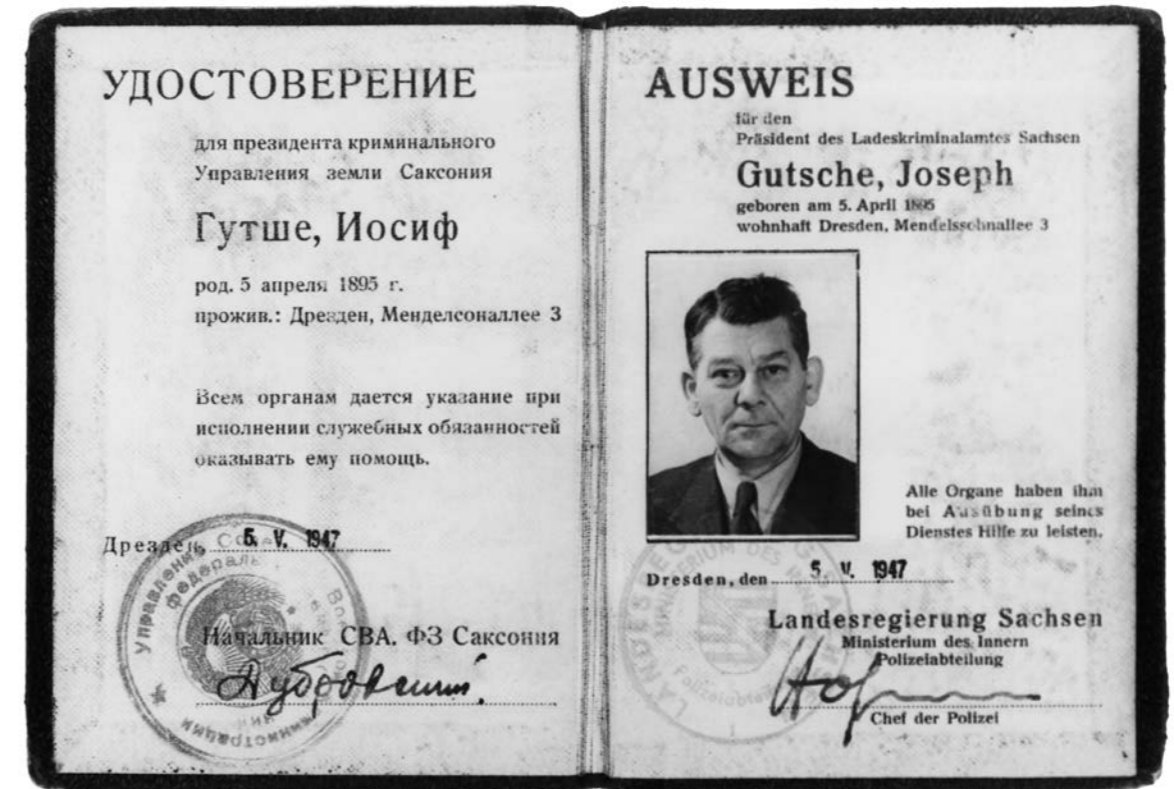 УДОСТОВЕРЕНИЕ
для президента криминального
Управления земли Саксония
Гутше, Иосиф
род. 5 апреля 1895 г.
прожив.: Дрезден, Менделсоналлее 3
Всем органам дается указание при
исполнении служебных обязанностей
оказывать ему помощь.
Дрезден, 5. V. 1947
Начальник СВА. ФЗ Саксония
Дубровский
AUSWEIS
für den
Präsident des Ladeskriminalamtes Sachsen
Gutsche, Joseph
geboren am 5. April 1895
wohnhaft Dresden, Mendelssohnallee 3
Alle Organe haben ihm
bei Ausübung seines
Dienstes Hilfe zu leisten.
Dresden, den 5. V. 1947
Landesregierung Sachsen
Ministerium des Innern
Polizeiabteilung
Chef der Polizei